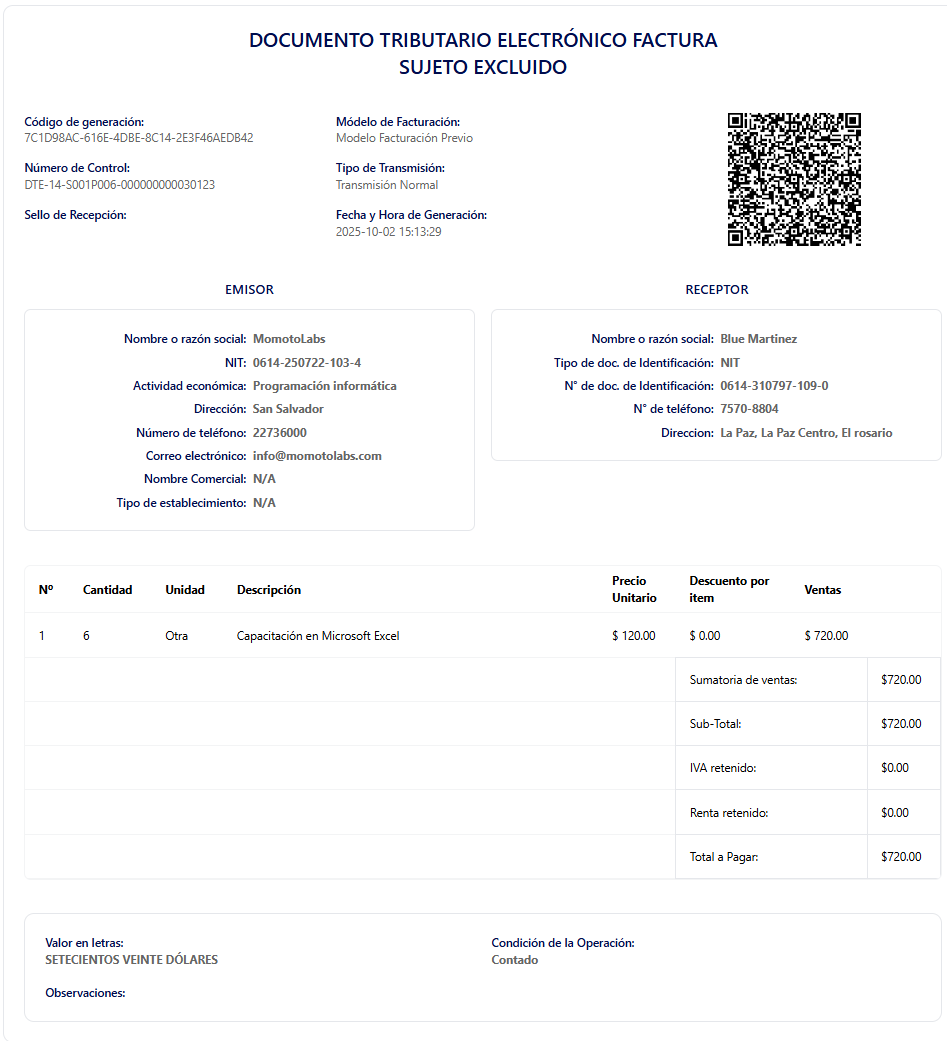 DOCUMENTO TRIBUTARIO ELECTRÓNICO FACTURA
SUJETO EXCLUIDO
Código de generación:
7C1D98AC-616E-4DBE-8C14-2E3F46AEDB42
Número de Control:
DTE-14-S001P006-000000000030123
Sello de Recepción:
Módelo de Facturación:
Modelo Facturación Previo
Tipo de Transmisión:
Transmisión Normal
Fecha y Hora de Generación:
2025-10-02 15:13:29
EMISOR
Nombre o razón social: MomotoLabs
NIT: 0614-250722-103-4
Actividad económica: Programación informática
Dirección: San Salvador
Número de teléfono: 22736000
Correo electrónico: info@momotolabs.com
Nombre Comercial: N/A
Tipo de establecimiento: N/A
RECEPTOR
Nombre o razón social: Blue Martinez
Tipo de doc. de Identificación: NIT
N° de doc. de Identificación: 0614-310797-109-0
N° de teléfono: 7570-8804
Direccion: La Paz, La Paz Centro, El rosario
Nº Cantidad Unidad Descripción Precio Unitario Descuento por item Ventas
1 6 Otra Capacitación en Microsoft Excel $ 120.00 $ 0.00 $ 720.00
Sumatoria de ventas: $720.00
Sub-Total: $720.00
IVA retenido: $0.00
Renta retenido: $0.00
Total a Pagar: $720.00
Valor en letras:
SETECIENTOS VEINTE DÓLARES
Condición de la Operación:
Contado
Observaciones: